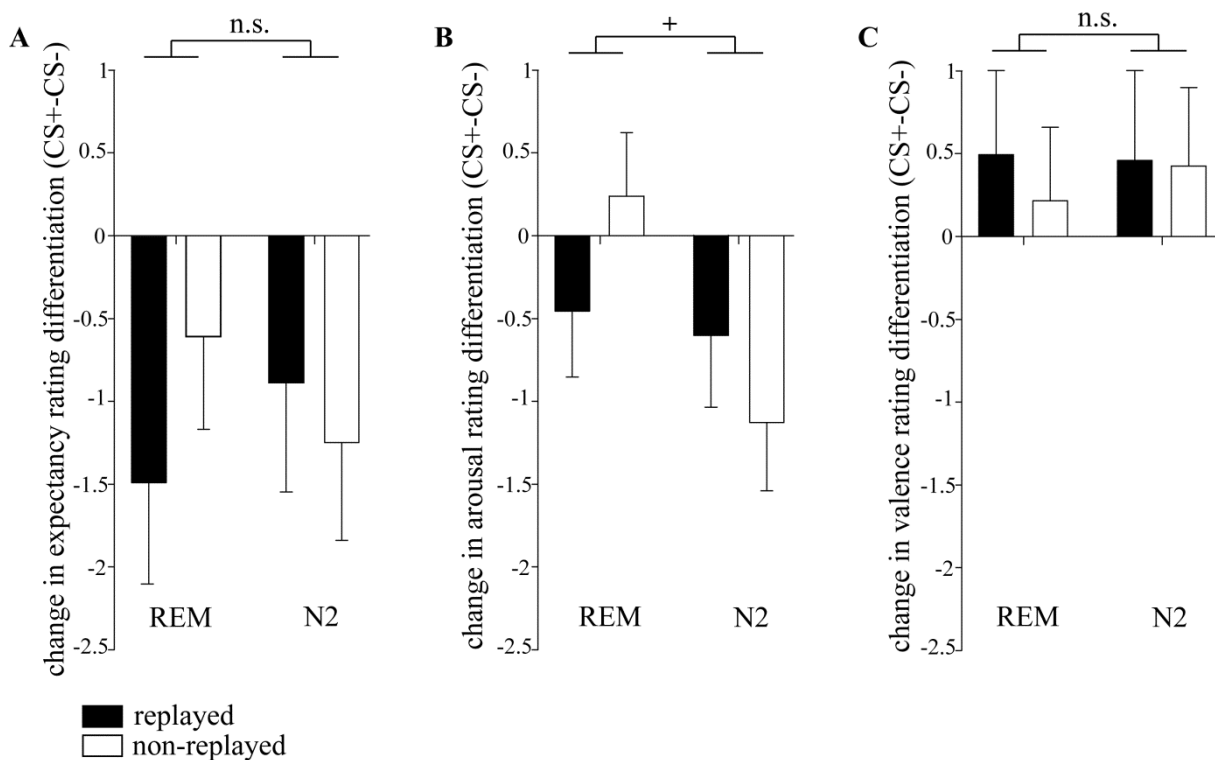 A
n.s.
change in expectancy rating differentiation (CS+-CS-)
1
0.5
0
-0.5
-1
-1.5
-2
-2.5
REM
N2
B
+
change in arousal rating differentiation (CS+-CS-)
1
0.5
0
-0.5
-1
-1.5
-2
-2.5
REM
N2
C
n.s.
change in valence rating differentiation (CS+-CS-)
1
0.5
0
-0.5
-1
-1.5
-2
-2.5
REM
N2
replayed
non-replayed